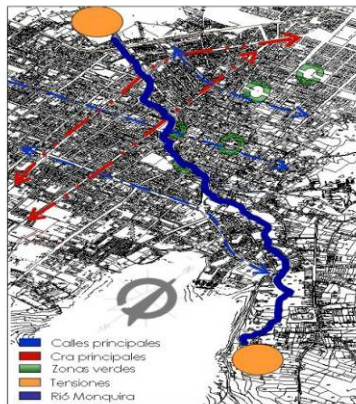 Calles principales
Cra principales
Zonas verdes
Tensiones
Rió Monquira